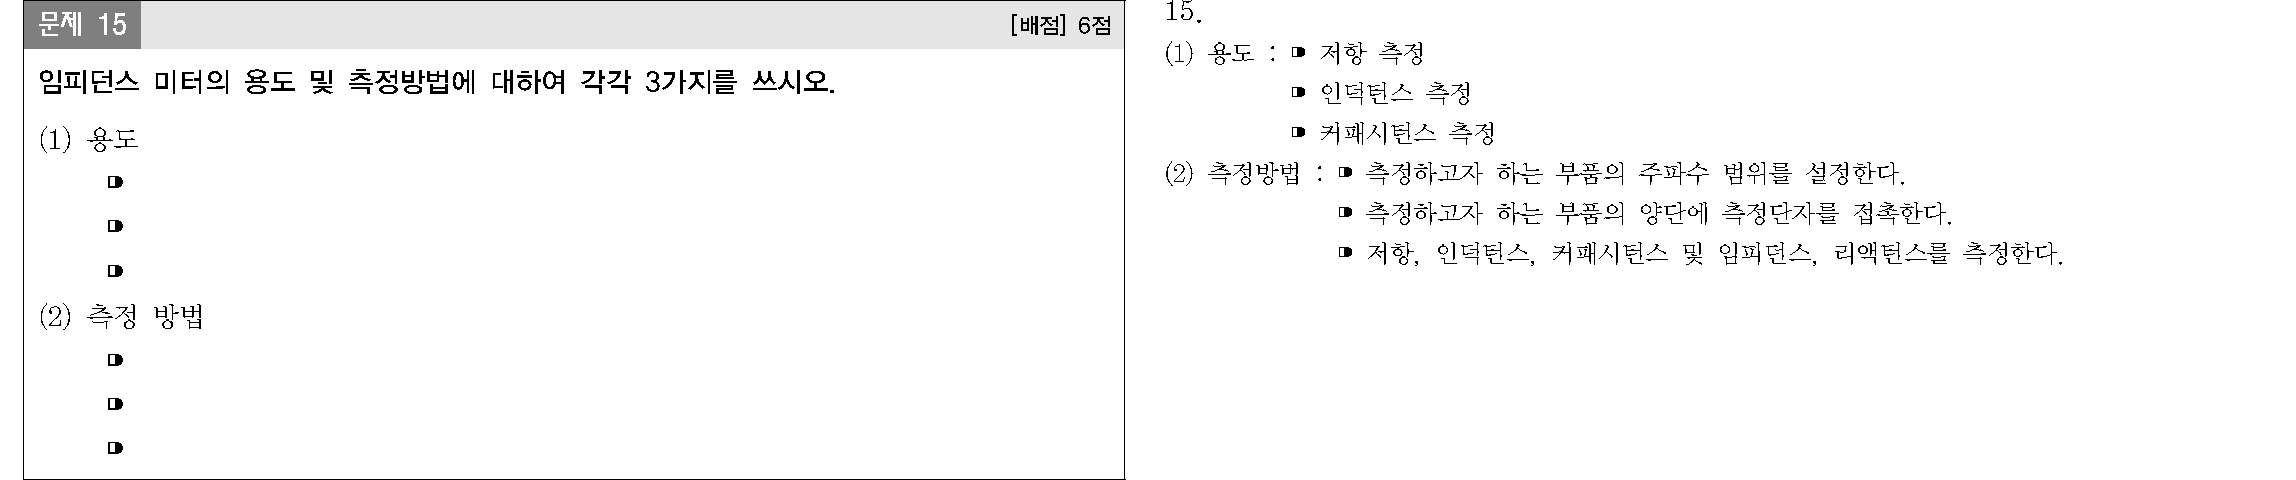 문제 15 [배점] 6점
임피던스 미터의 용도 및 측정방법에 대하여 각각 3가지를 쓰시오.
(1) 용도
(2) 측정 방법
15.
(1) 용도 : 저항 측정
인덕턴스 측정
커패시턴스 측정
(2) 측정방법 : 측정하고자 하는 부품의 주파수 범위를 설정한다.
측정하고자 하는 부품의 양단에 측정단자를 접촉한다.
저항, 인덕턴스, 커패시턴스 및 임피던스, 리액턴스를 측정한다.